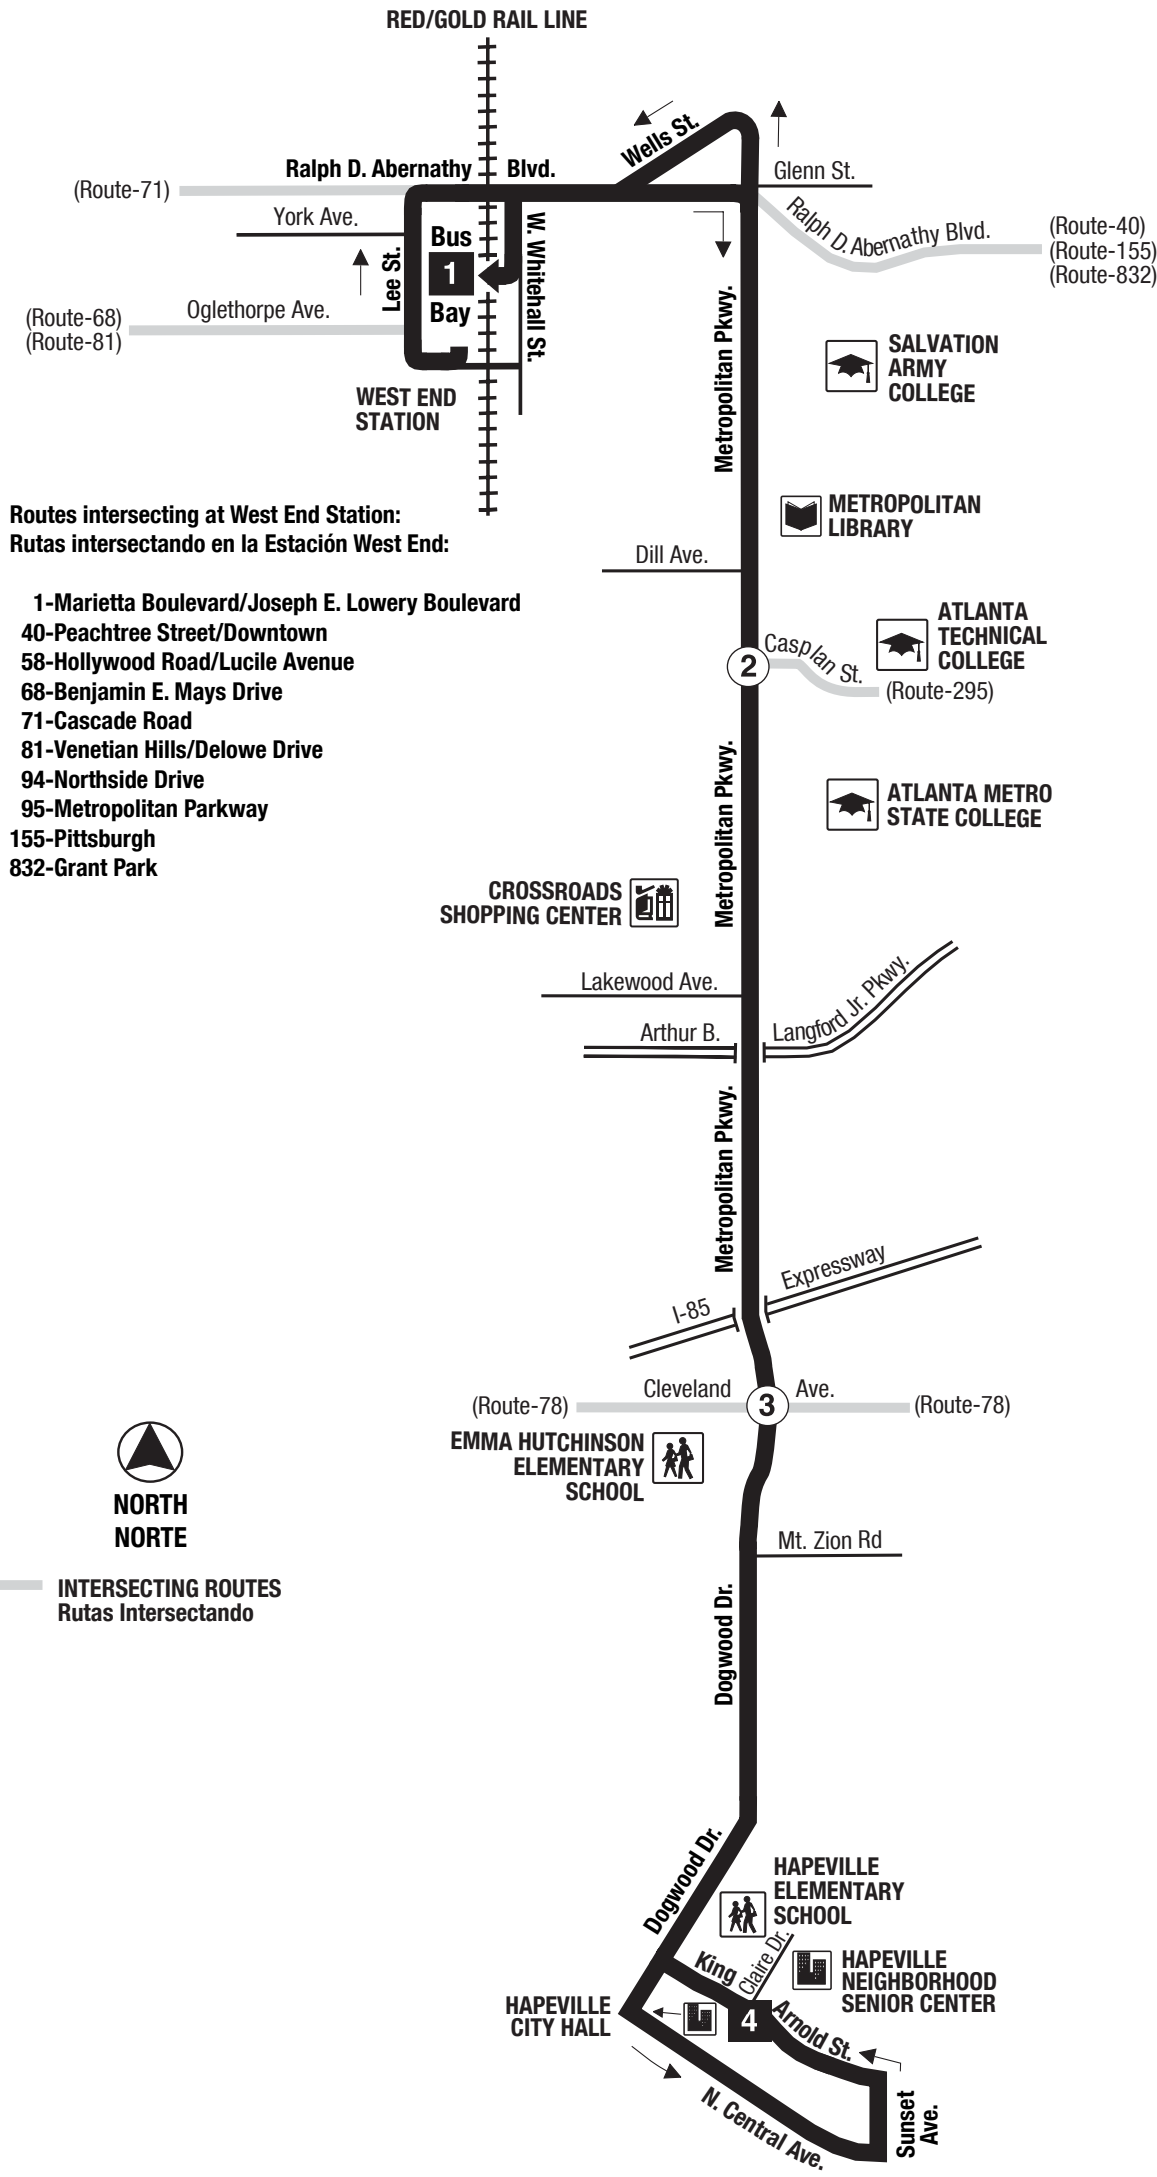 RED/GOLD RAIL LINE
Wells St.
Ralph D. Abernathy Blvd.
Glenn St.
(Route-71)
York Ave.
Ralph D. Abernathy Blvd.
(Route-40)
(Route-155)
(Route-832)
Bus
1
Bay
Lee St.
W. Whitehall St.
Oglethorpe Ave.
(Route-68)
(Route-81)
Metropolitan Pkwy.
SALVATION
ARMY
COLLEGE
WEST END
STATION
METROPOLITAN
LIBRARY
Routes intersecting at West End Station:
Rutas intersectando en la Estación West End:
1-Marietta Boulevard/Joseph E. Lowery Boulevard
40-Peachtree Street/Downtown
58-Hollywood Road/Lucile Avenue
68-Benjamin E. Mays Drive
71-Cascade Road
81-Venetian Hills/Delowe Drive
94-Northside Drive
95-Metropolitan Parkway
155-Pittsburgh
832-Grant Park
Dill Ave.
2
Casplan St.
(Route-295)
ATLANTA
TECHNICAL
COLLEGE
Metropolitan Pkwy.
ATLANTA METRO
STATE COLLEGE
CROSSROADS
SHOPPING CENTER
Lakewood Ave.
Arthur B. Langford Jr. Pkwy.
Metropolitan Pkwy.
I-85 Expressway
Cleveland Ave.
3
(Route-78)
(Route-78)
EMMA HUTCHINSON
ELEMENTARY
SCHOOL
NORTH
NORTE
Mt. Zion Rd
INTERSECTING ROUTES
Rutas Intersectando
Dogwood Dr.
Dogwood Dr.
HAPEVILLE
ELEMENTARY
SCHOOL
King Arnold St.
Claire Dr.
HAPEVILLE
NEIGHBORHOOD
SENIOR CENTER
HAPEVILLE
CITY HALL
4
N. Central Ave.
Sunset
Ave.